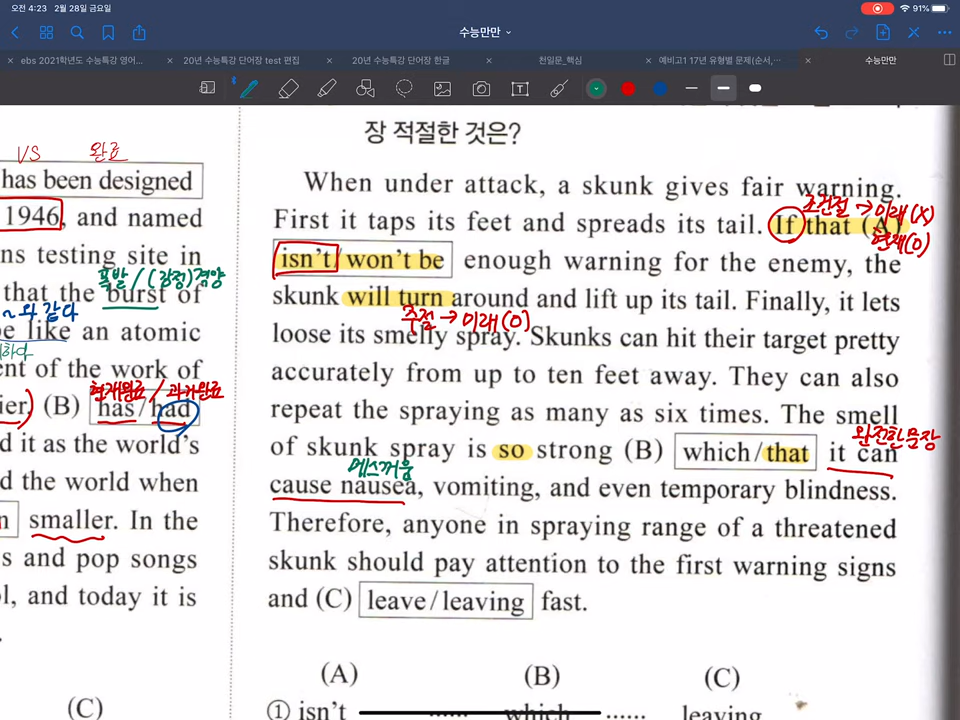 오전 4:23 2월 28일 금요일
91%
수능만만
ebs 2021학년도 수능특강 영어...
20년 수능특강 단어장 test 편집
20년 수능특강 단어장 한글
천일문_핵심
예비고1 17년 유형별 문제(순서,...
수능만만
VS 완료
has been designed
1946, and named
ns testing site in
폭발 / (감정)격양
that the burst of
~와 같다
be like an atomic
하다
ent of the work of
현재완료 / 과거완료
ier,) (B) has/had
d it as the world's
d the world when
n smaller. In the
s and pop songs
l, and today it is
(C)
장 적절한 것은?
When under attack, a skunk gives fair warning.
조건절 → 미래(X)
First it taps its feet and spreads its tail. If that (A)
현재(O)
isn't/won't be enough warning for the enemy, the
skunk will turn around and lift up its tail. Finally, it lets
주절 → 미래(O)
loose its smelly spray. Skunks can hit their target pretty
accurately from up to ten feet away. They can also
repeat the spraying as many as six times. The smell
완전한 문장
of skunk spray is so strong (B) which/that it can
메스꺼움
cause nausea, vomiting, and even temporary blindness.
Therefore, anyone in spraying range of a threatened
skunk should pay attention to the first warning signs
and (C) leave/leaving fast.
(A) (B) (C)
① isn't ...... which ...... leaving